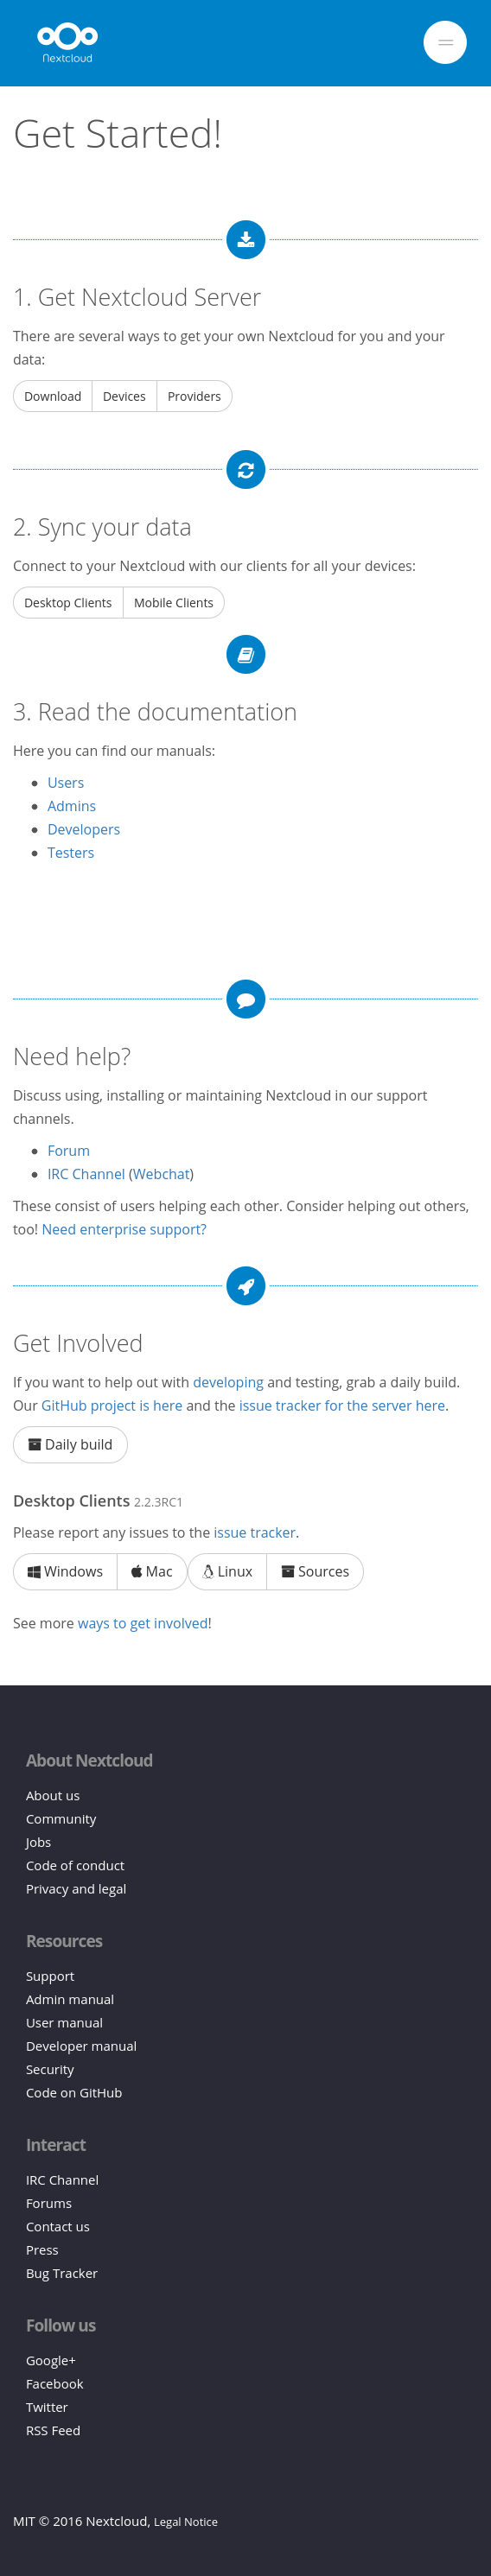 Nextcloud
Get Started!
1. Get Nextcloud Server
There are several ways to get your own Nextcloud for you and your
data:
Download Devices Providers
2. Sync your data
Connect to your Nextcloud with our clients for all your devices:
Desktop Clients Mobile Clients
3. Read the documentation
Here you can find our manuals:
Users
Admins
Developers
Testers
Need help?
Discuss using, installing or maintaining Nextcloud in our support
channels.
Forum
IRC Channel (Webchat)
These consist of users helping each other. Consider helping out others,
too! Need enterprise support?
Get Involved
If you want to help out with developing and testing, grab a daily build.
Our GitHub project is here and the issue tracker for the server here.
Daily build
Desktop Clients 2.2.3RC1
Please report any issues to the issue tracker.
Windows Mac Linux Sources
See more ways to get involved!
About Nextcloud
About us
Community
Jobs
Code of conduct
Privacy and legal
Resources
Support
Admin manual
User manual
Developer manual
Security
Code on GitHub
Interact
IRC Channel
Forums
Contact us
Press
Bug Tracker
Follow us
Google+
Facebook
Twitter
RSS Feed
MIT © 2016 Nextcloud, Legal Notice